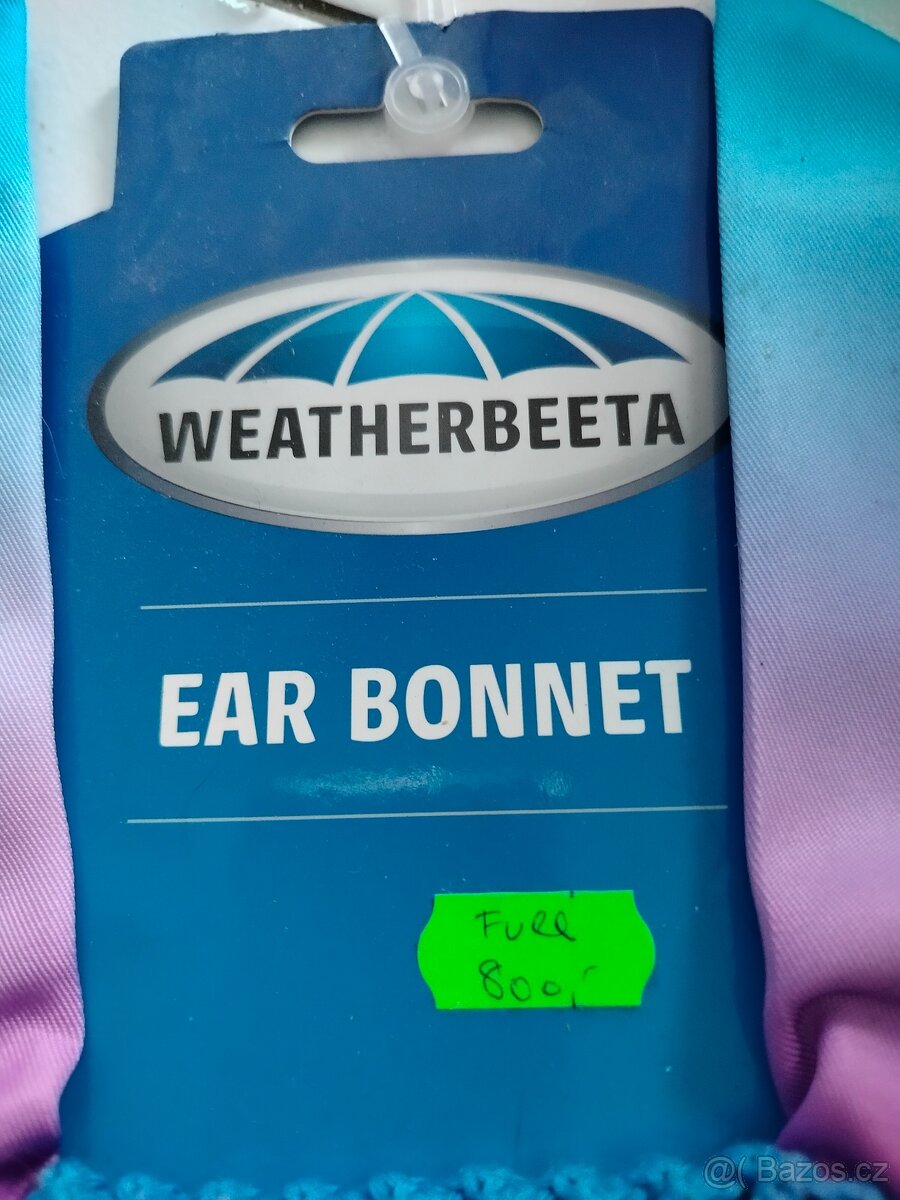 WEATHERBEETA
EAR BONNET
Full
800,-
@( Bazos.cz